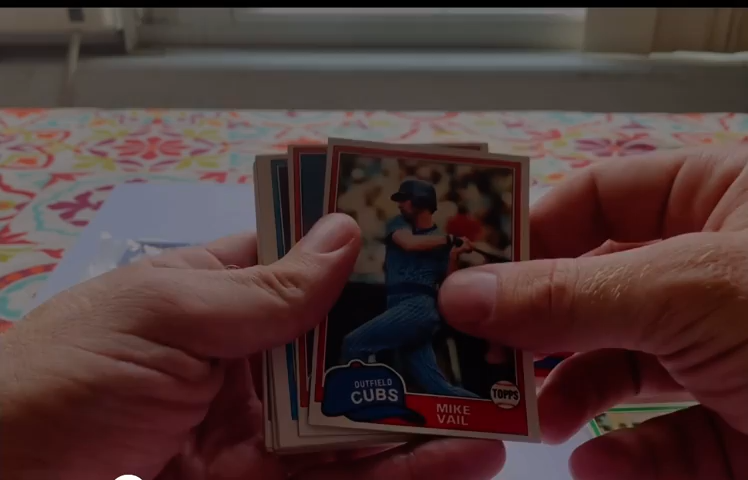 OUTFIELD
CUBS
MIKE
VAIL
TOPPS